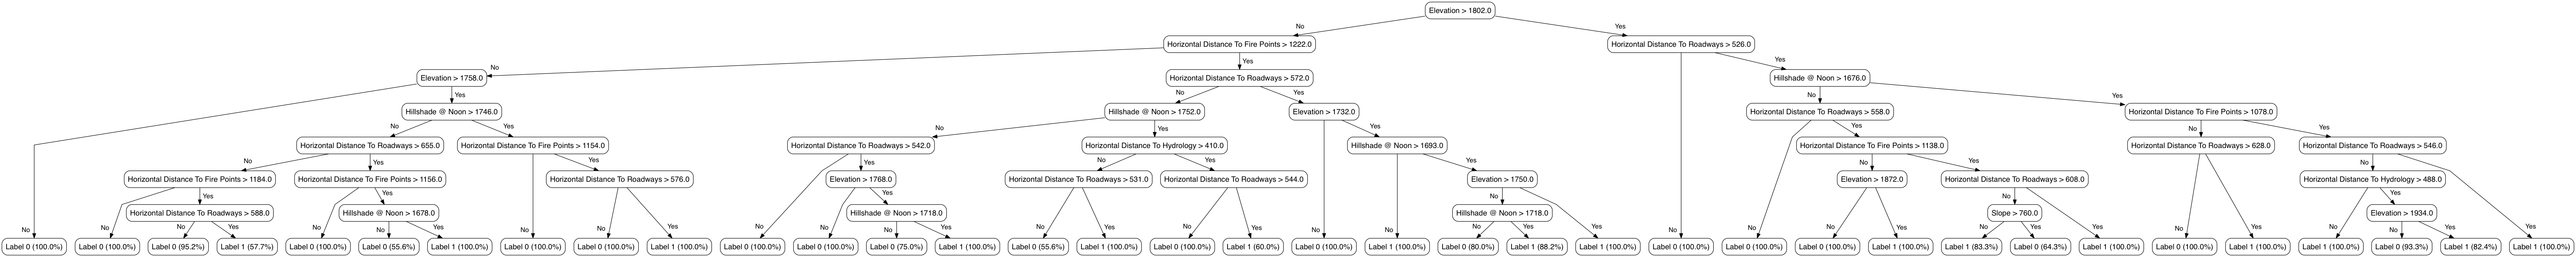 Elevation > 1802.0
No
Yes
Horizontal Distance To Fire Points > 1222.0
Horizontal Distance To Roadways > 526.0
No
Yes
Yes
Elevation > 1758.0
Horizontal Distance To Roadways > 572.0
Hillshade @ Noon > 1676.0
Yes
No
Yes
No
Yes
Hillshade @ Noon > 1746.0
Hillshade @ Noon > 1752.0
Elevation > 1732.0
Horizontal Distance To Roadways > 558.0
Horizontal Distance To Fire Points > 1078.0
No
Yes
No
Yes
Yes
Yes
No
Yes
Horizontal Distance To Roadways > 655.0
Horizontal Distance To Fire Points > 1154.0
Horizontal Distance To Roadways > 542.0
Horizontal Distance To Hydrology > 410.0
Hillshade @ Noon > 1693.0
Horizontal Distance To Fire Points > 1138.0
Horizontal Distance To Roadways > 628.0
Horizontal Distance To Roadways > 546.0
No
Yes
Yes
Yes
No
Yes
Yes
No
Yes
No
Horizontal Distance To Fire Points > 1184.0
Horizontal Distance To Fire Points > 1156.0
Horizontal Distance To Roadways > 576.0
Elevation > 1768.0
Horizontal Distance To Roadways > 531.0
Horizontal Distance To Roadways > 544.0
Elevation > 1750.0
Elevation > 1872.0
Horizontal Distance To Roadways > 608.0
Horizontal Distance To Hydrology > 488.0
Yes
Yes
Yes
No
No
Yes
Horizontal Distance To Roadways > 588.0
Hillshade @ Noon > 1678.0
Hillshade @ Noon > 1718.0
Hillshade @ Noon > 1718.0
Slope > 760.0
Elevation > 1934.0
No
No
No
Yes
No
No
Yes
No
No
Yes
No
No
No
Yes
No
Yes
No
Yes
No
No
No
Yes
Yes
No
No
No
Yes
No
Yes
Yes
No
Yes
No
No
Yes
Yes
Label 0 (100.0%)
Label 0 (100.0%)
Label 0 (95.2%)
Label 1 (57.7%)
Label 0 (100.0%)
Label 0 (55.6%)
Label 1 (100.0%)
Label 0 (100.0%)
Label 0 (100.0%)
Label 1 (100.0%)
Label 0 (100.0%)
Label 0 (100.0%)
Label 0 (75.0%)
Label 1 (100.0%)
Label 0 (55.6%)
Label 1 (100.0%)
Label 0 (100.0%)
Label 1 (60.0%)
Label 0 (100.0%)
Label 1 (100.0%)
Label 0 (80.0%)
Label 1 (88.2%)
Label 1 (100.0%)
Label 0 (100.0%)
Label 0 (100.0%)
Label 0 (100.0%)
Label 1 (100.0%)
Label 1 (83.3%)
Label 0 (64.3%)
Label 1 (100.0%)
Label 0 (100.0%)
Label 1 (100.0%)
Label 1 (100.0%)
Label 0 (93.3%)
Label 1 (82.4%)
Label 1 (100.0%)